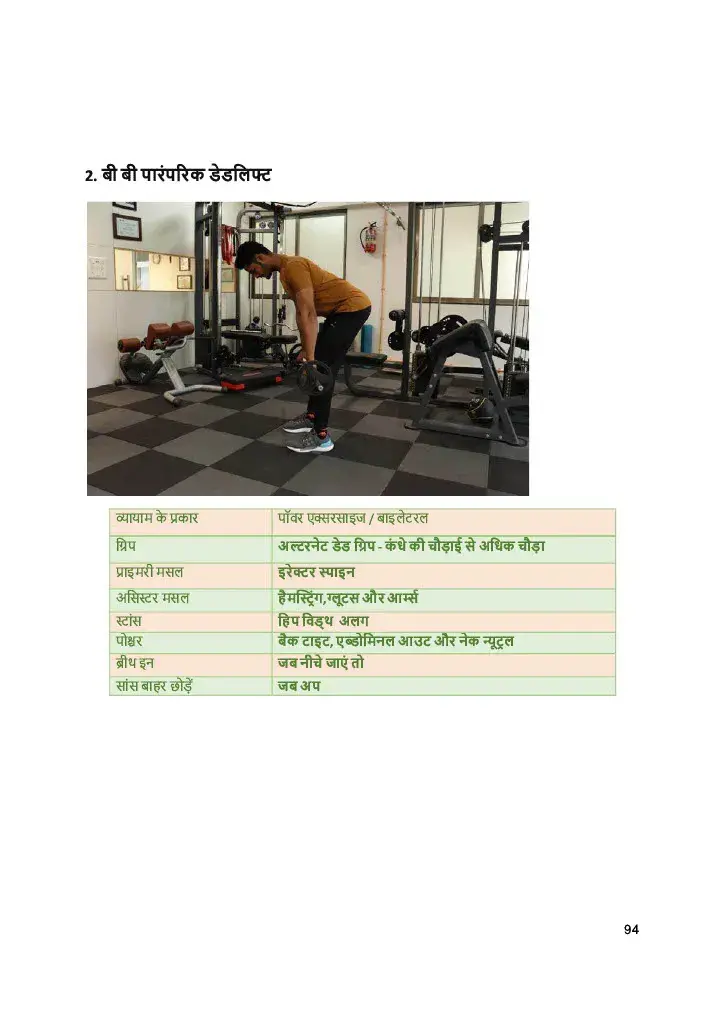 2. बी बी पारंपरिक डेडलिफ्ट
व्यायाम के प्रकार पॉवर एक्सरसाइज / बाइलेटरल
ग्रिप अल्टरनेट डेड ग्रिप - कंधे की चौड़ाई से अधिक चौड़ा
प्राइमरी मसल इरेक्टर स्पाइन
असिस्टर मसल हैमस्ट्रिंग,ग्लूटस और आर्म्स
स्टांस हिप विड्थ अलग
पोश्चर बैक टाइट, एब्डोमिनल आउट और नेक न्यूट्रल
ब्रीथ इन जब नीचे जाएं तो
सांस बाहर छोड़ें जब अप
94